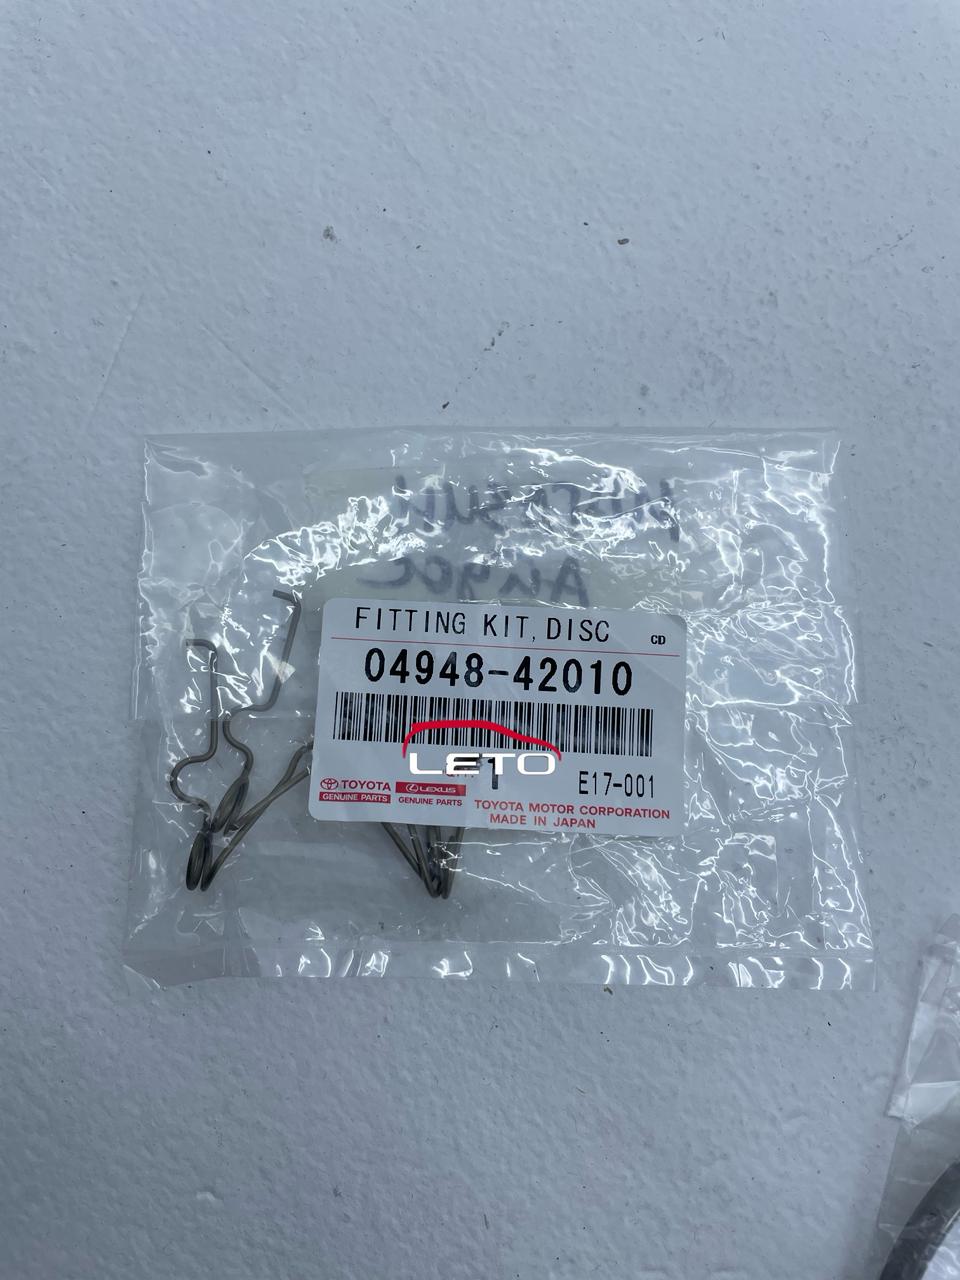 FITTING KIT, DISC
CD
04948-42010
LETO
1
E17-001
TOYOTA
GENUINE PARTS
LEXUS
GENUINE PARTS
TOYOTA MOTOR CORPORATION
MADE IN JAPAN